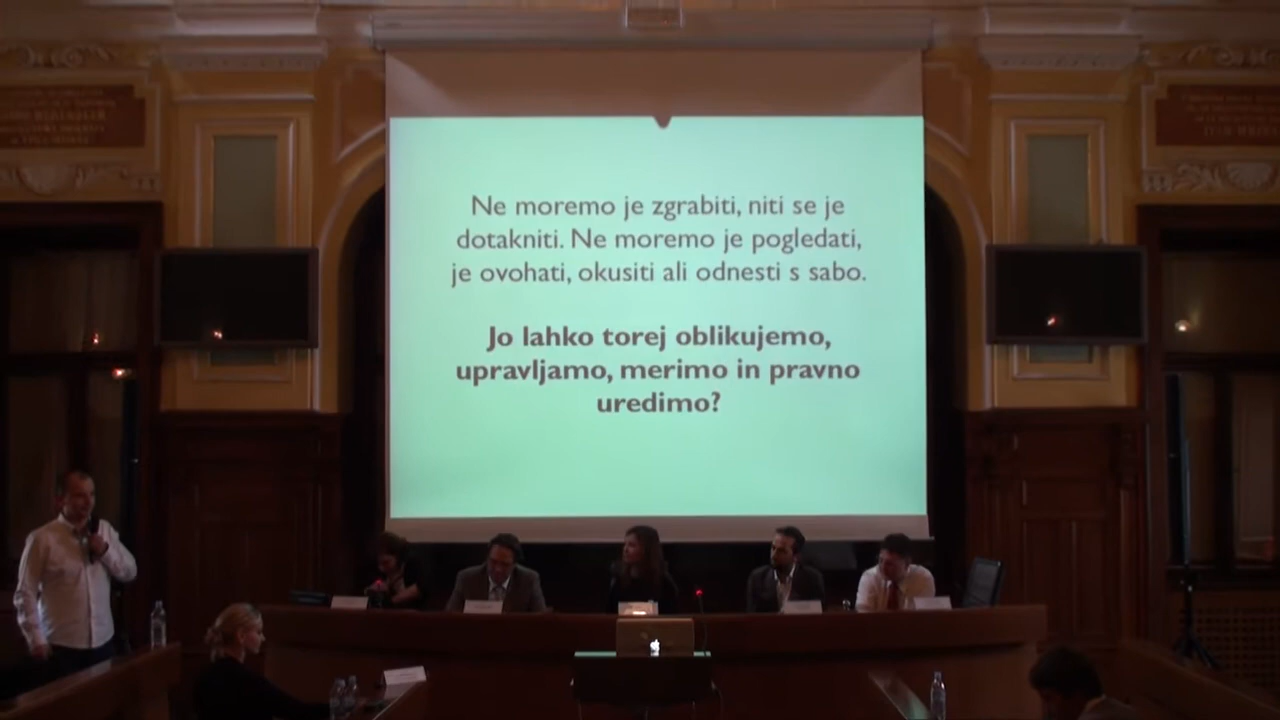 Ne moremo je zgrabiti, niti se je
dotakniti. Ne moremo je pogledati,
je ovohati, okusiti ali odnesti s sabo.
Jo lahko torej oblikujemo,
upravljamo, merimo in pravno
uredimo?